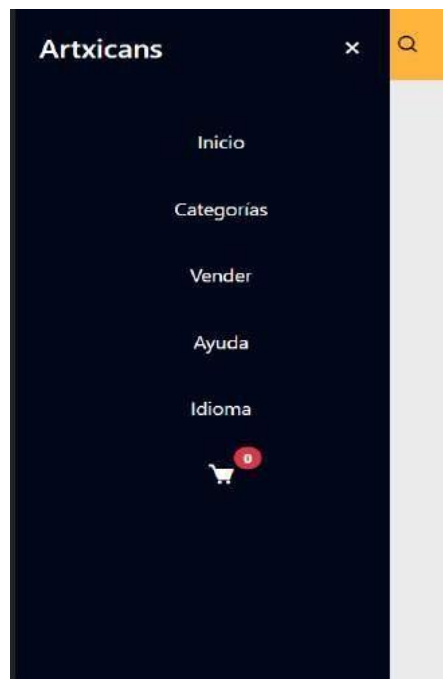 Artxicans
Inicio
Categorías
Vender
Ayuda
Idioma
0